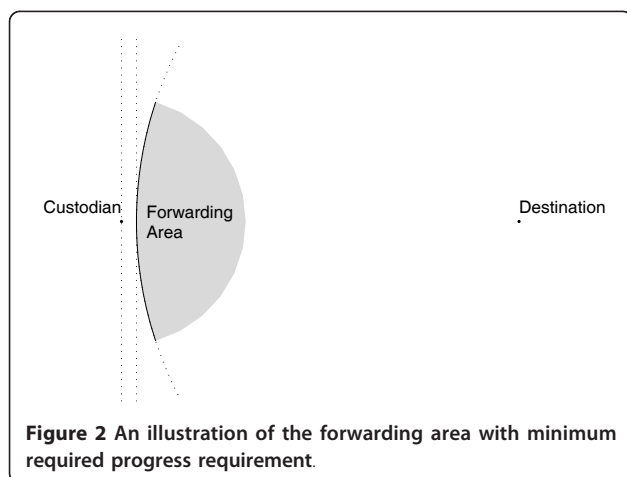 Custodian
Forwarding
Area
Destination
Figure 2 An illustration of the forwarding area with minimum
required progress requirement.